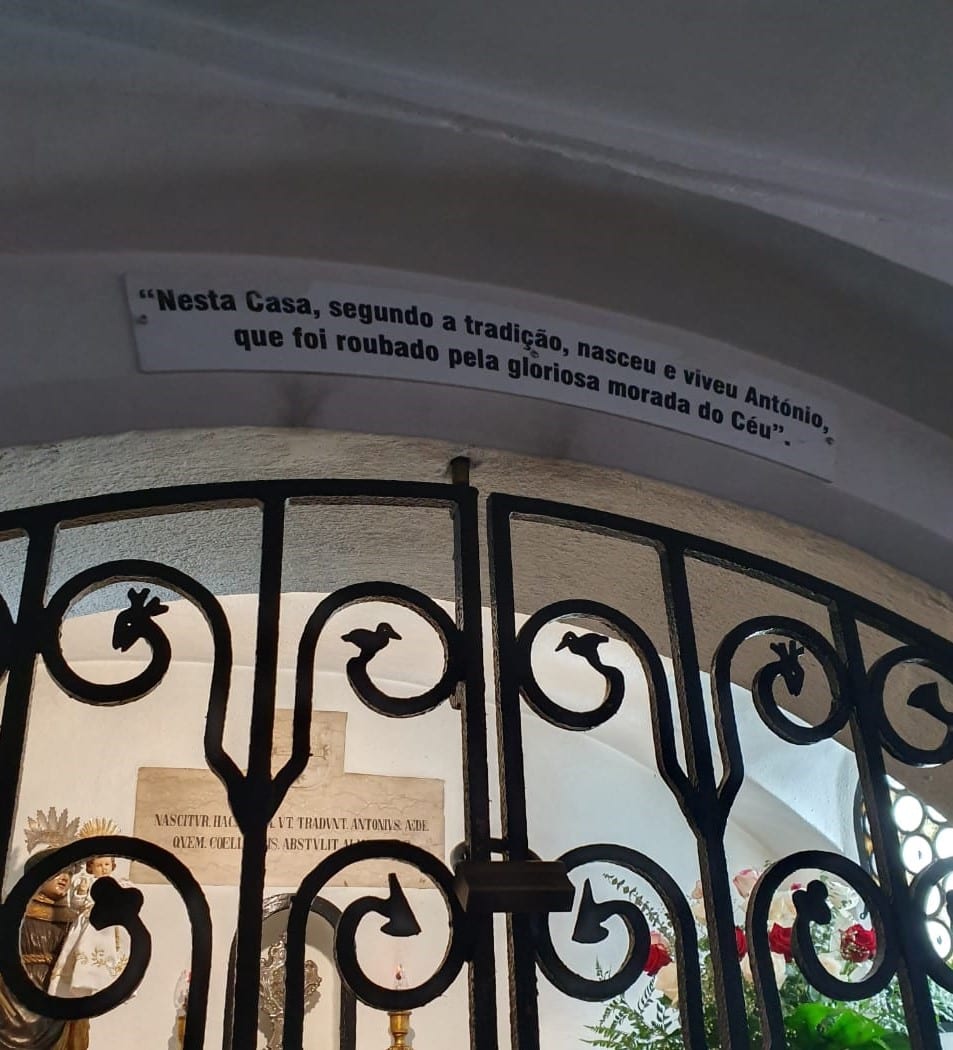 “Nesta Casa, segundo a tradição, nasceu e viveu António,
que foi roubado pela gloriosa morada do Céu”.
NASCITVR. VT. TRADVNT. ANTONIVS. ÆDE
QVEM. COELI ABSTVLIT